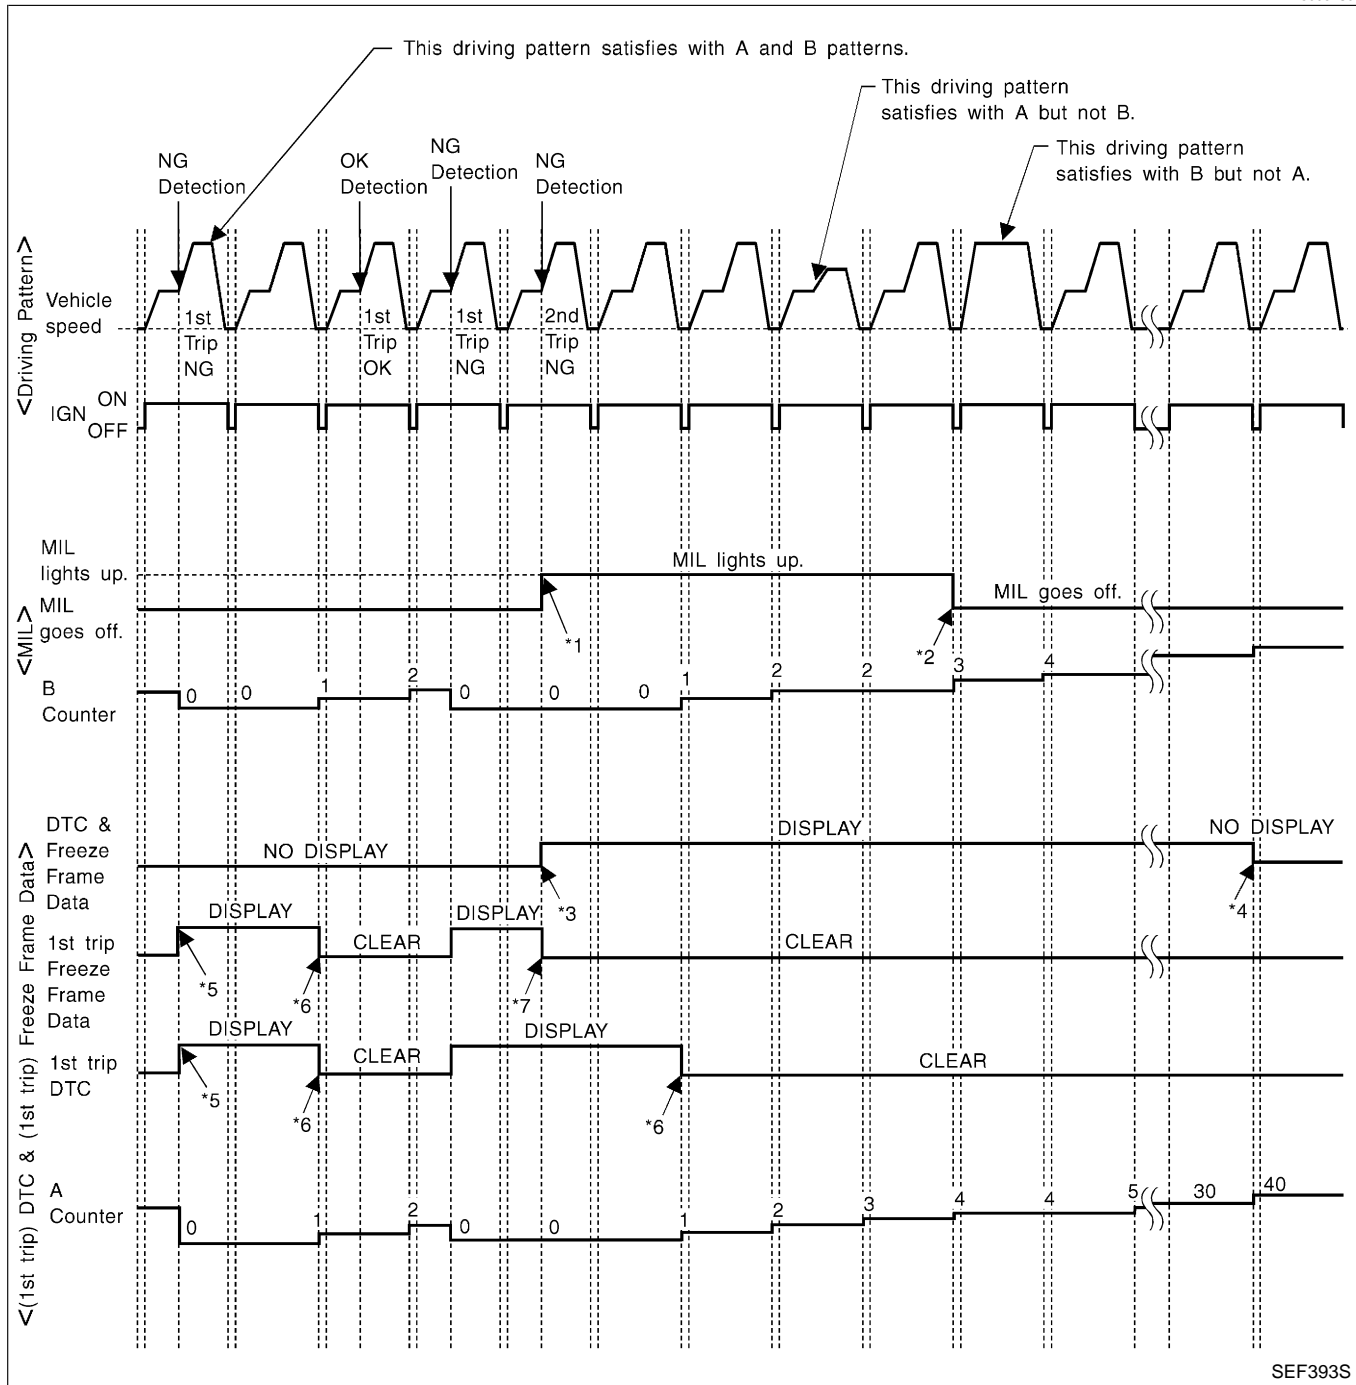 This driving pattern satisfies with A and B patterns.
This driving pattern
satisfies with A but not B.
This driving pattern
satisfies with B but not A.
NG
Detection
OK
Detection
NG
Detection
NG
Detection
<Driving Pattern>
Vehicle
speed
1st
Trip
NG
1st
Trip
OK
1st
Trip
NG
2nd
Trip
NG
IGN
ON
OFF
<MIL>
MIL
lights up.
MIL lights up.
MIL
goes off.
MIL goes off.
*1
*2
B
Counter
0 0 1 2 0 0 0 1 2 2 3 4
<(1st trip) DTC & (1st trip) Freeze Frame Data>
DTC &
Freeze
Frame
Data
NO DISPLAY
DISPLAY
NO DISPLAY
*3
*4
1st trip
Freeze
Frame
Data
DISPLAY
CLEAR
DISPLAY
CLEAR
*5
*6
*7
1st trip
DTC
DISPLAY
CLEAR
DISPLAY
CLEAR
*5
*6
*6
A
Counter
0 1 2 0 0 1 2 3 4 4 5 30 40
SEF393S